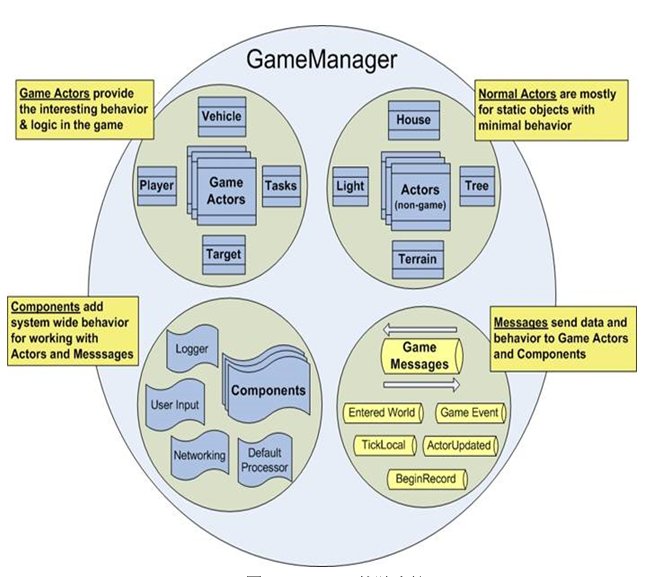 GameManager
Game Actors provide
the interesting behavior
& logic in the game
Normal Actors are mostly
for static objects with
minimal behavior
Vehicle
Player
Game
Actors
Tasks
Target
House
Light
Actors
(non-game)
Tree
Terrain
Components add
system wide behavior
for working with
Actors and Messsages
Messages send data and
behavior to Game Actors
and Components
Logger
Components
User Input
Networking
Default
Processor
Game
Messages
Entered World
Game Event
TickLocal
ActorUpdated
BeginRecord